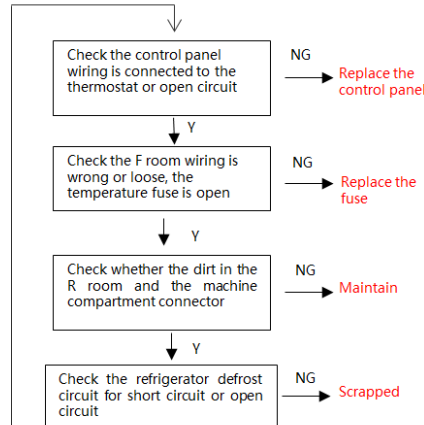 Check the control panel
wiring is connected to the
thermostat or open circuit
NG
Replace the
control panel
Y
Check the F room wiring is
wrong or loose, the
temperature fuse is open
NG
Replace the
fuse
Y
Check whether the dirt in the
R room and the machine
compartment connector
NG
Maintain
Y
Check the refrigerator defrost
circuit for short circuit or open
circuit
NG
Scrapped